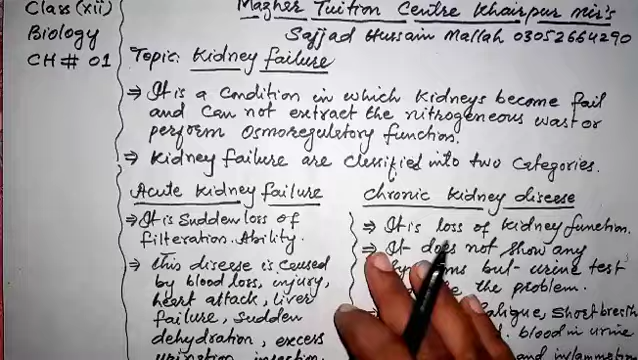 Class (xii)
Biology
CH # 01
Mazher Tuition Centre Khairpur mir's
Sajjad Hussain Mallah 03052664290
Topic: Kidney failure
⇒ It is a condition in which kidneys become fail
and can not extract the nitrogeneous wast or
perform osmoregulatory function.
⇒ Kidney failure are classified into two categories.
Acute Kidney failure
⇒ It is Sudden loss of
filteration Ability.
⇒ This disease is caused
by blood loss, injury,
heart attack, liver
failure, sudden
dehydration, excess
Chronic Kidney disease
⇒ It is loss of kidney function.
⇒ It does not show any
but urine test
the problem.
Short breath
blood in urine
and